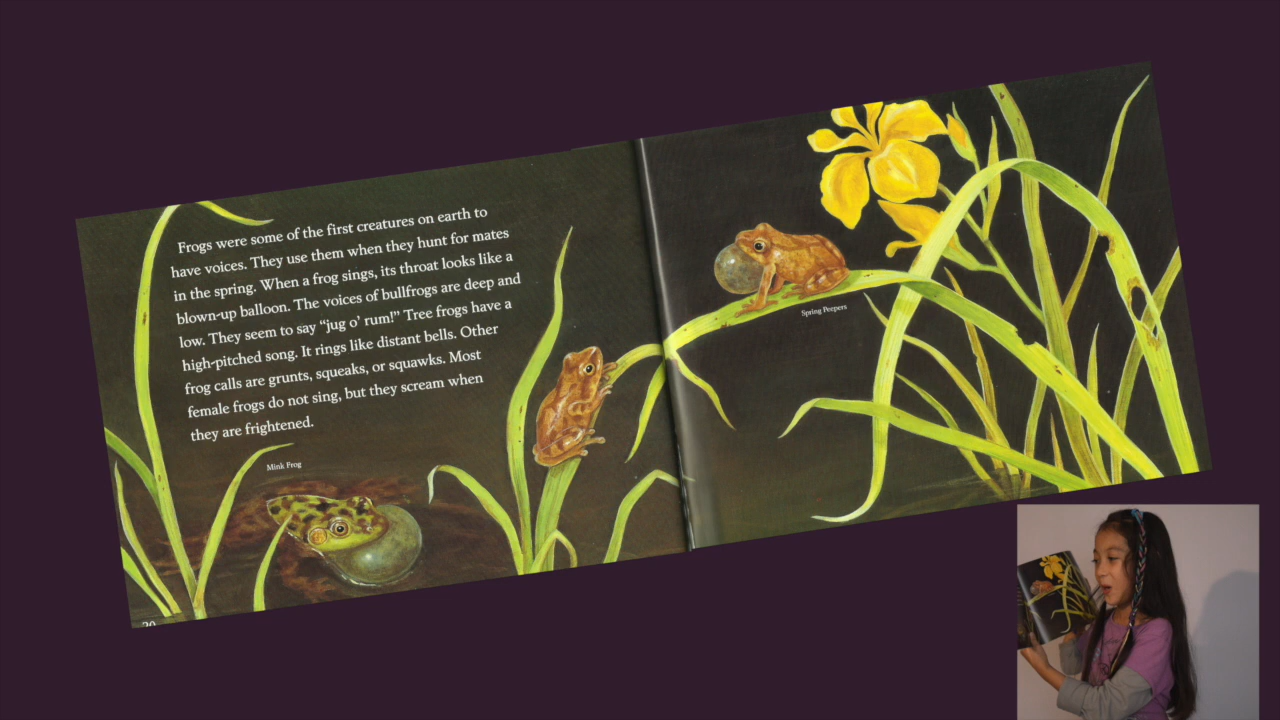 Frogs were some of the first creatures on earth to
have voices. They use them when they hunt for mates
in the spring. When a frog sings, its throat looks like a
blown-up balloon. The voices of bullfrogs are deep and
low. They seem to say “jug o’ rum!” Tree frogs have a
high-pitched song. It rings like distant bells. Other
frog calls are grunts, squeaks, or squawks. Most
female frogs do not sing, but they scream when
they are frightened.
Mink Frog
Spring Peepers
20